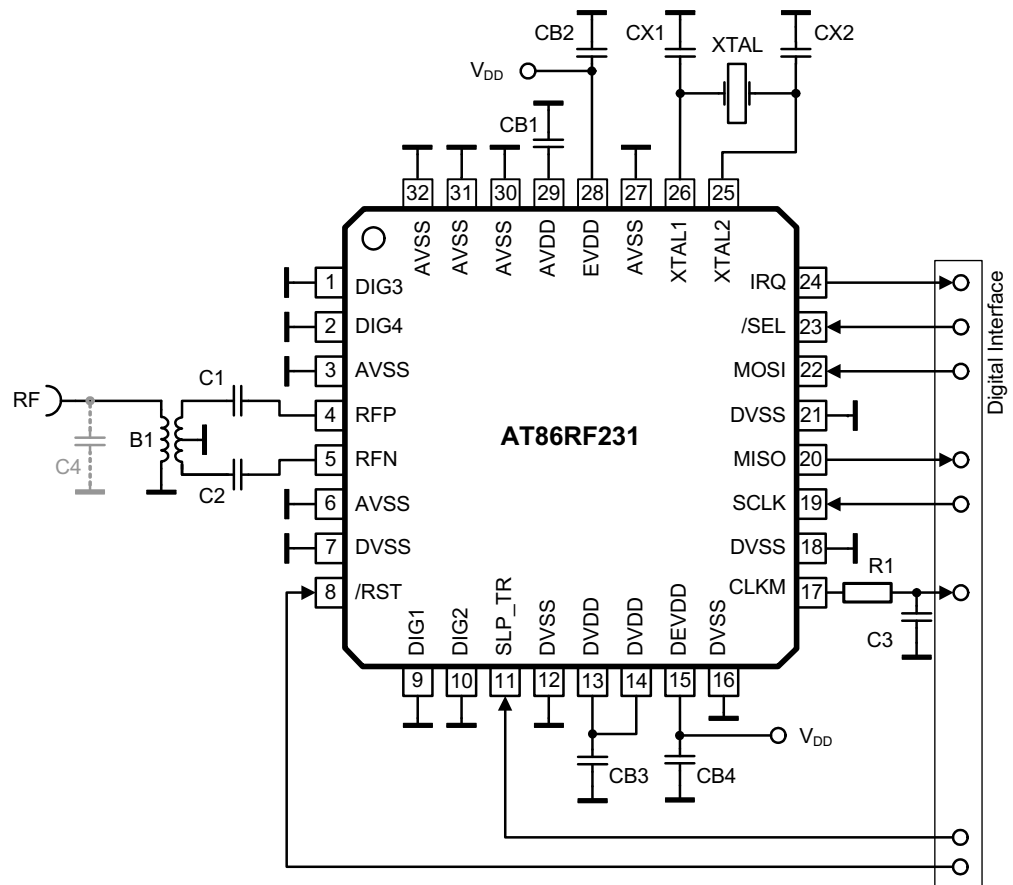 CB2
CX1
XTAL
CX2
VDD
CB1
32
31
30
29
28
27
26
25
AVSS
AVSS
AVSS
AVDD
EVDD
AVSS
XTAL1
XTAL2
1 DIG3
2 DIG4
3 AVSS
4 RFP
5 RFN
6 AVSS
7 DVSS
8 /RST
RF
C4
B1
C1
C2
AT86RF231
IRQ 24
/SEL 23
MOSI 22
DVSS 21
MISO 20
SCLK 19
DVSS 18
CLKM 17
R1
C3
Digital Interface
DIG1
DIG2
SLP_TR
DVSS
DVDD
DVDD
DEVDD
DVSS
9
10
11
12
13
14
15
16
VDD
CB3
CB4